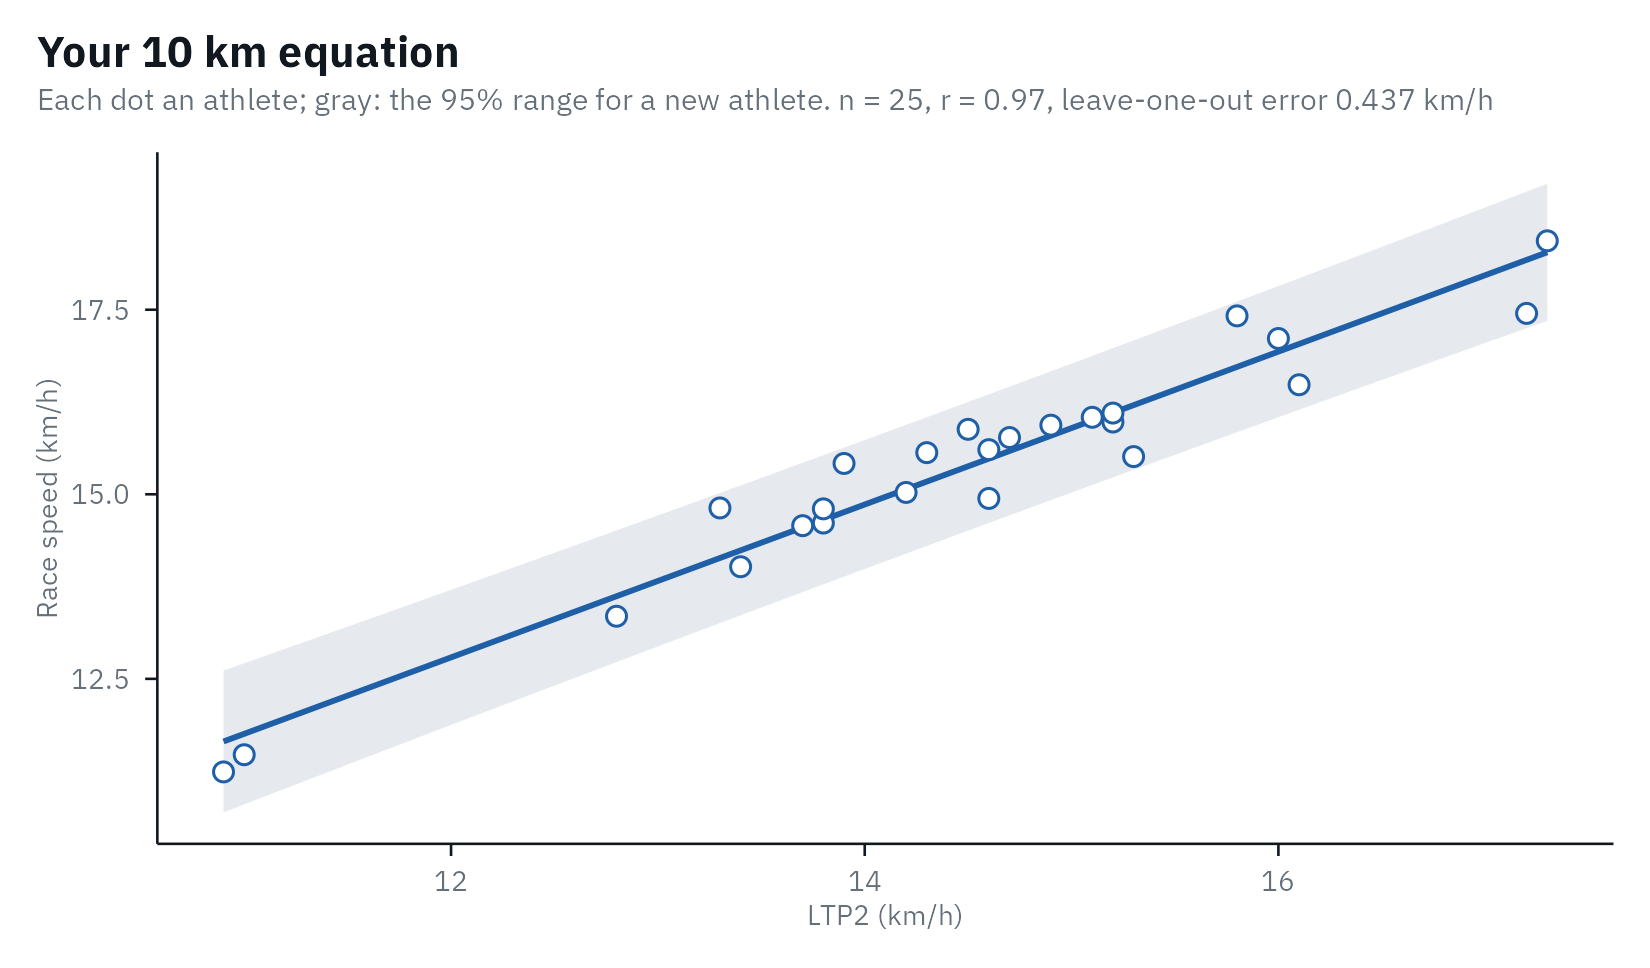 Your 10 km equation
Each dot an athlete; gray: the 95% range for a new athlete. n = 25, r = 0.97, leave-one-out error 0.437 km/h
Race speed (km/h)
17.5
15.0
12.5
12
14
16
LTP2 (km/h)